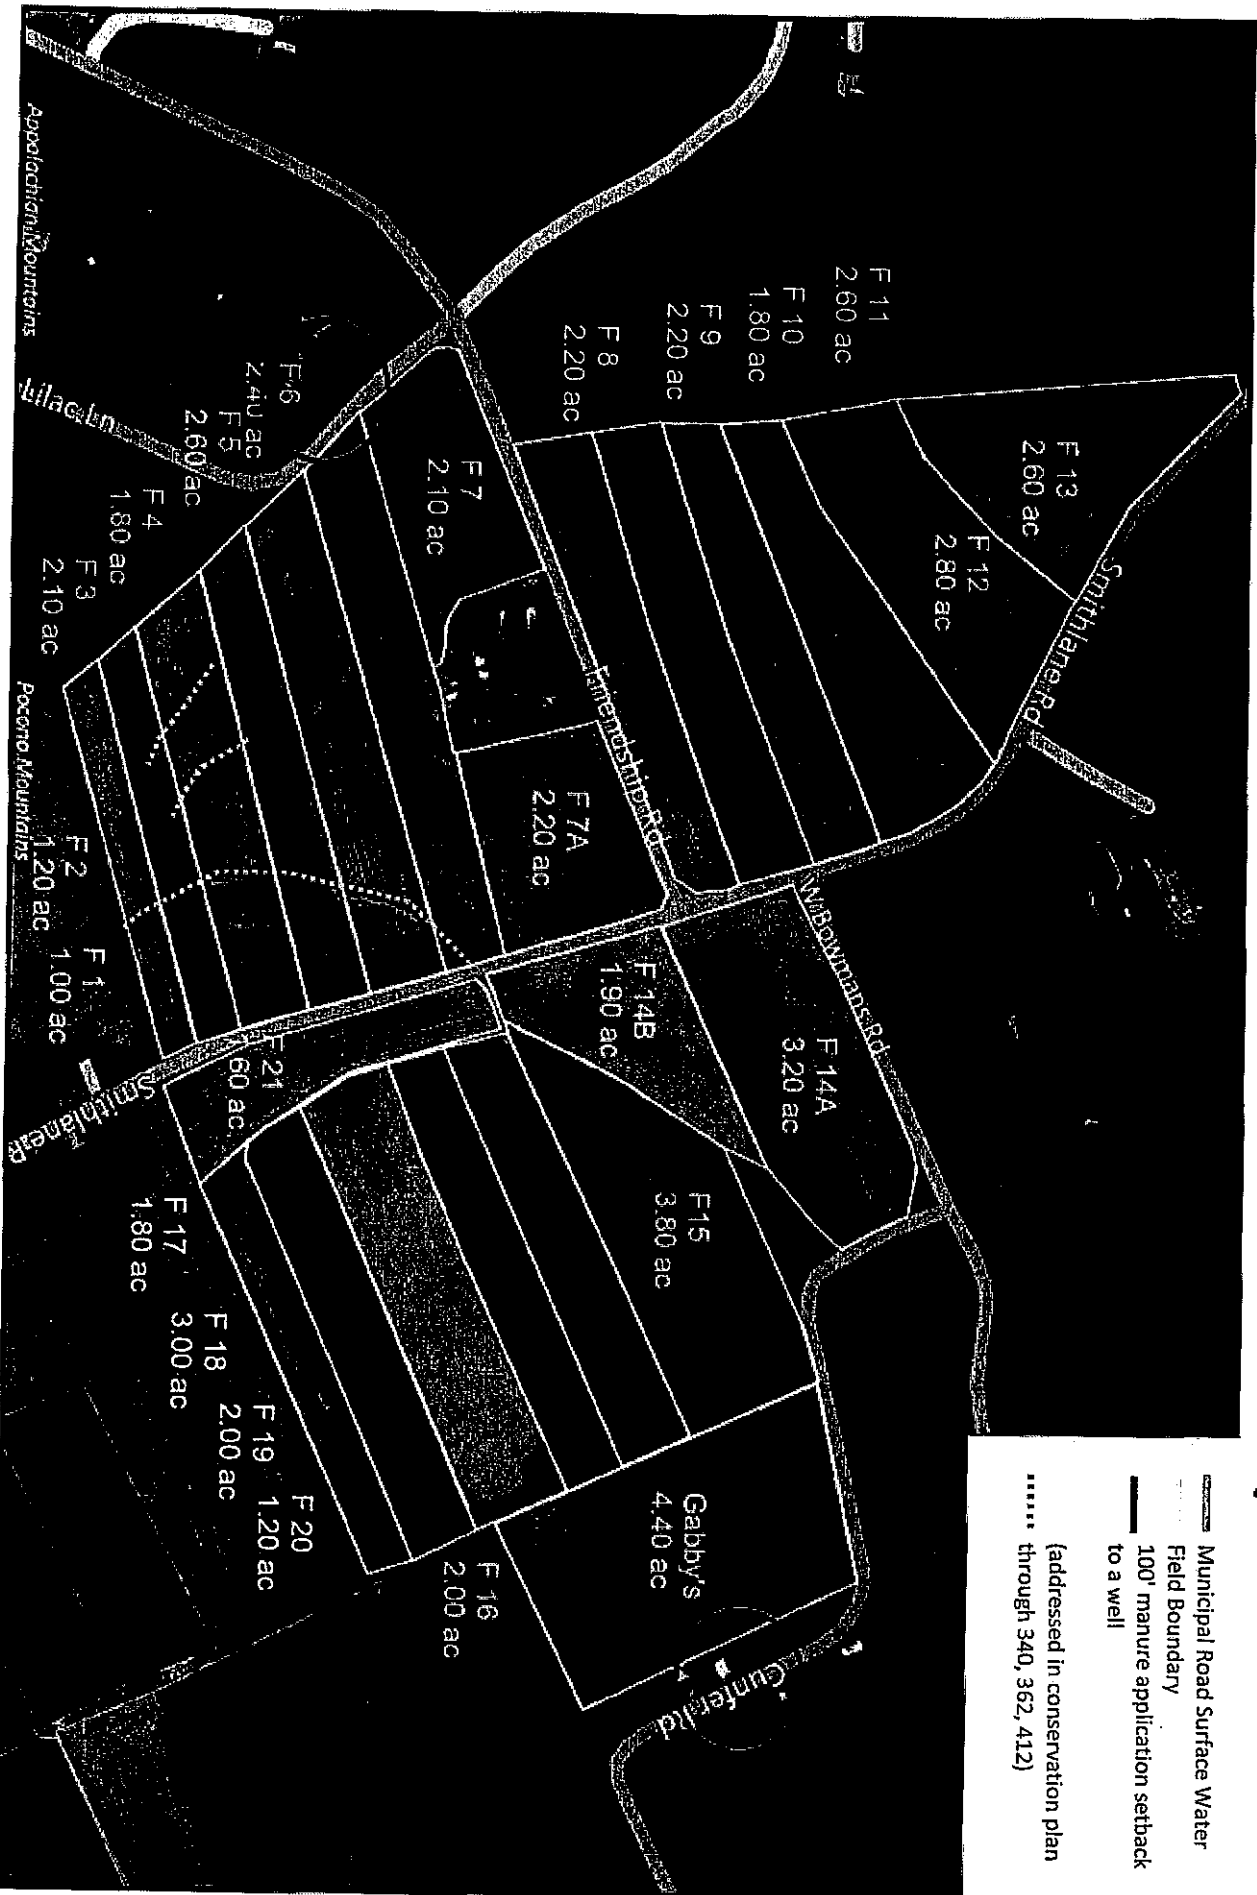 Municipal Road Surface Water
Field Boundary
100' manure application setback
to a well
(addressed in conservation plan
through 340, 362, 412)
F 11
2.60 ac
F 10
1.80 ac
F 9
2.20 ac
F 8
2.20 ac
F 13
2.60 ac
F 12
2.80 ac
Smithlane Rd
F 7
2.10 ac
F 7A
2.20 ac
Friendship Rd
W Bowmans Rd
F 14A
3.20 ac
F 14B
1.90 ac
F15
3.80 ac
Gabby's
4.40 ac
Gunfer Rd
Appalachian Mountains
Lilac Ln
F 6
2.40 ac
F 5
2.60 ac
F 4
1.80 ac
F 3
2.10 ac
Pocono Mountains
F 2
1.20 ac
F 1
1.00 ac
F 21
60 ac
Smithlane R
F 17
1.80 ac
F 18
3.00 ac
F 19
2.00 ac
F 20
1.20 ac
F 16
2.00 ac